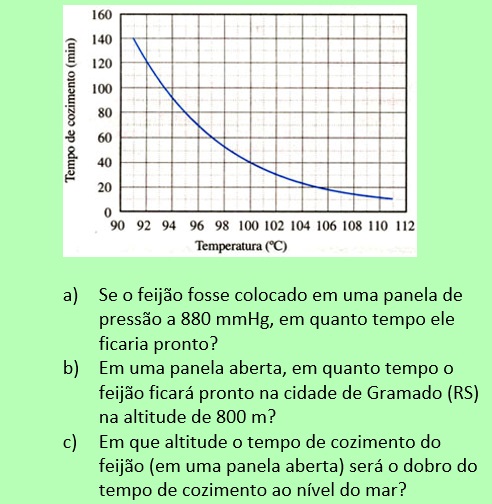 Tempo de cozimento (min)
160
140
120
100
80
60
40
20
0
90 92 94 96 98 100 102 104 106 108 110 112
Temperatura (ºC)
a) Se o feijão fosse colocado em uma panela de
pressão a 880 mmHg, em quanto tempo ele
ficaria pronto?
b) Em uma panela aberta, em quanto tempo o
feijão ficará pronto na cidade de Gramado (RS)
na altitude de 800 m?
c) Em que altitude o tempo de cozimento do
feijão (em uma panela aberta) será o dobro do
tempo de cozimento ao nível do mar?